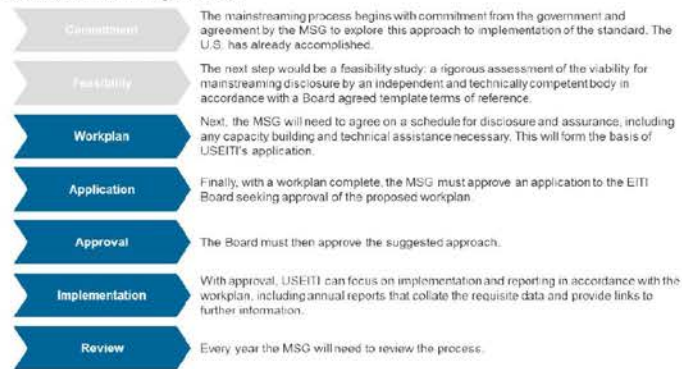 Commitment
The mainstreaming process begins with commitment from the government and
agreement by the MSG to explore this approach to implementation of the standard. The
U.S. has already accomplished.
Feasibility
The next step would be a feasibility study: a rigorous assessment of the viability for
mainstreaming disclosure by an independent and technically competent body in
accordance with a Board agreed template terms of reference.
Workplan
Next, the MSG will need to agree on a schedule for disclosure and assurance, including
any capacity building and technical assistance necessary. This will form the basis of
USEITI's application.
Application
Finally, with a workplan complete, the MSG must approve an application to the EITI
Board seeking approval of the proposed workplan.
Approval
The Board must then approve the suggested approach.
Implementation
With approval, USEITI can focus on implementation and reporting in accordance with the
workplan, including annual reports that collate the requisite data and provide links to
further information.
Review
Every year the MSG will need to review the process.